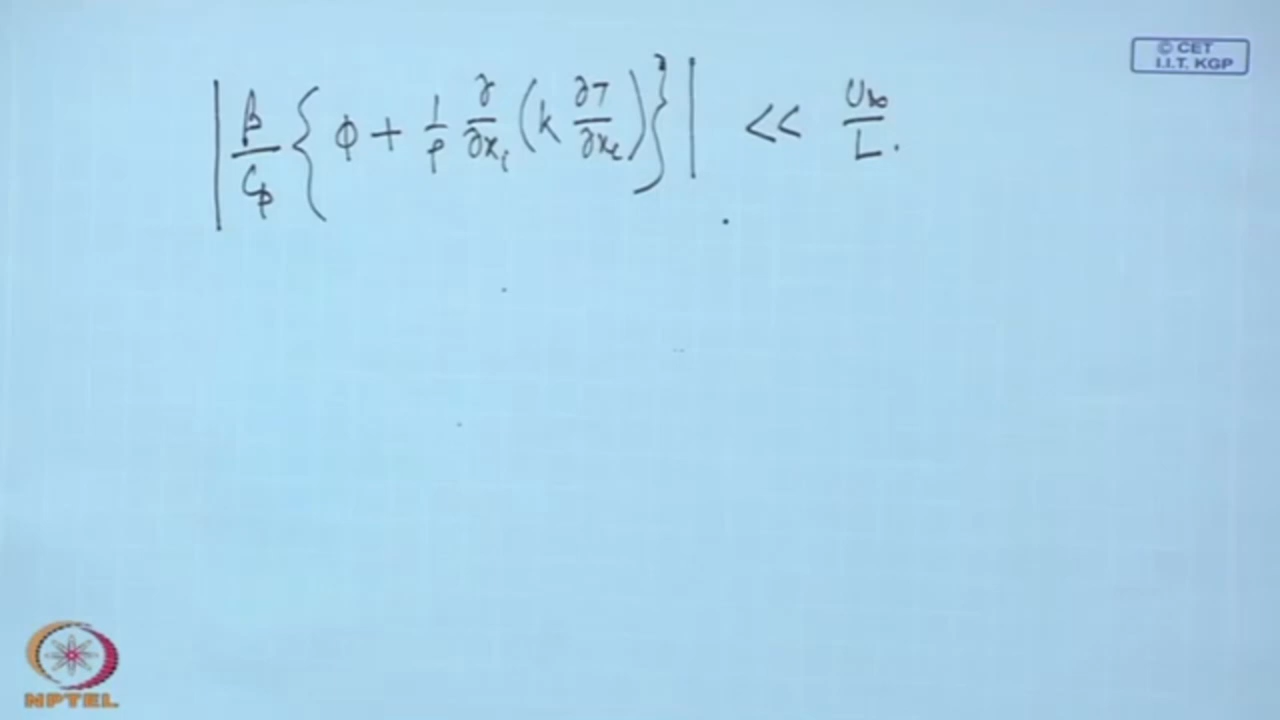 © CET
I.I.T. KGP
| β/Cp { φ + 1/ρ ∂/∂xᵢ ( k ∂T/∂xᵢ ) } | << U∞/L .
NPTEL